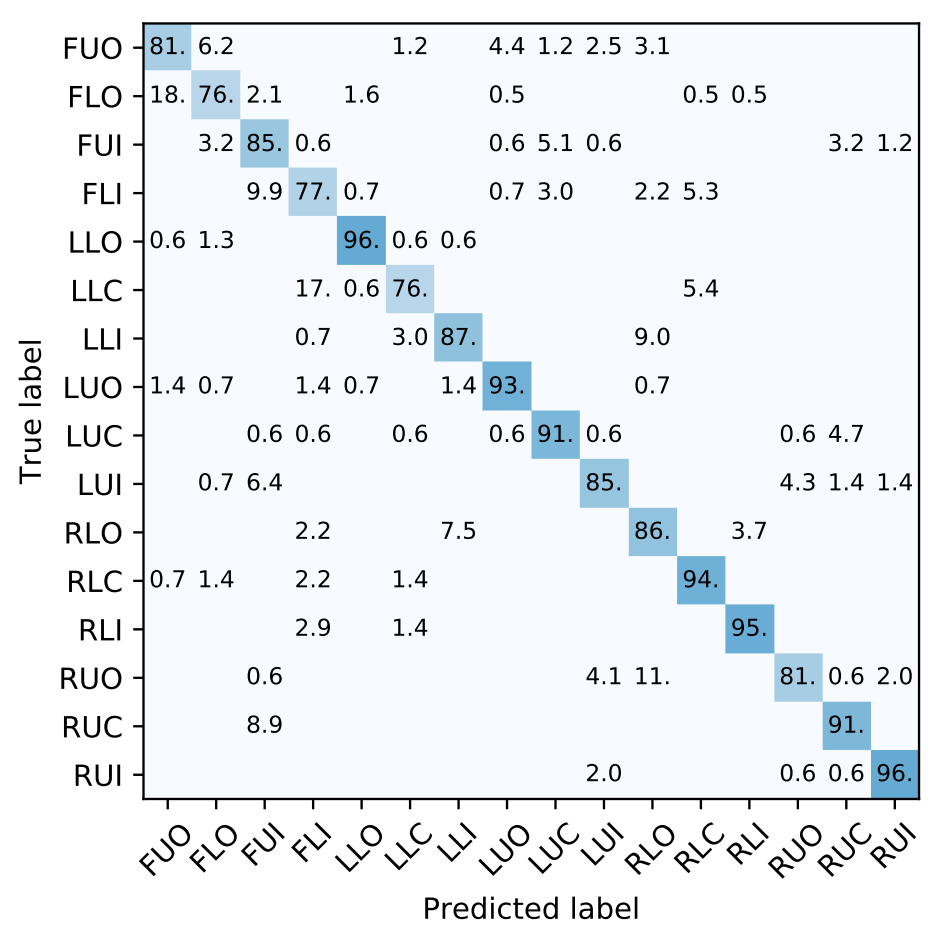 FUO 81. 6.2 1.2 4.4 1.2 2.5 3.1
FLO 18. 76. 2.1 1.6 0.5 0.5 0.5
FUI 3.2 85. 0.6 0.6 5.1 0.6 3.2 1.2
FLI 9.9 77. 0.7 0.7 3.0 2.2 5.3
LLO 0.6 1.3 96. 0.6 0.6
LLC 17. 0.6 76. 5.4
LLI 0.7 3.0 87. 9.0
LUO 1.4 0.7 1.4 0.7 1.4 93. 0.7
LUC 0.6 0.6 0.6 0.6 91. 0.6 0.6 4.7
LUI 0.7 6.4 85. 4.3 1.4 1.4
RLO 2.2 7.5 86. 3.7
RLC 0.7 1.4 2.2 1.4 94.
RLI 2.9 1.4 95.
RUO 0.6 4.1 11. 81. 0.6 2.0
RUC 8.9 91.
RUI 2.0 0.6 0.6 96.
True label
FUO FLO FUI FLI LLO LLC LLI LUO LUC LUI RLO RLC RLI RUO RUC RUI
Predicted label